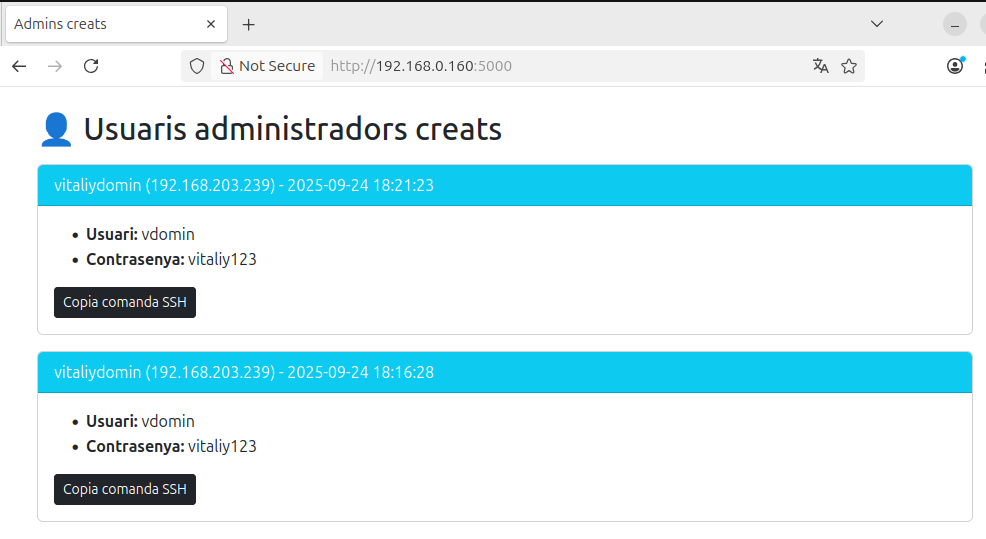 Admins creats
Not Secure http://192.168.0.160:5000
Usuaris administradors creats
vitaliydomin (192.168.203.239) - 2025-09-24 18:21:23
Usuari: vdomin
Contrasenya: vitaliy123
Copia comanda SSH
vitaliydomin (192.168.203.239) - 2025-09-24 18:16:28
Usuari: vdomin
Contrasenya: vitaliy123
Copia comanda SSH